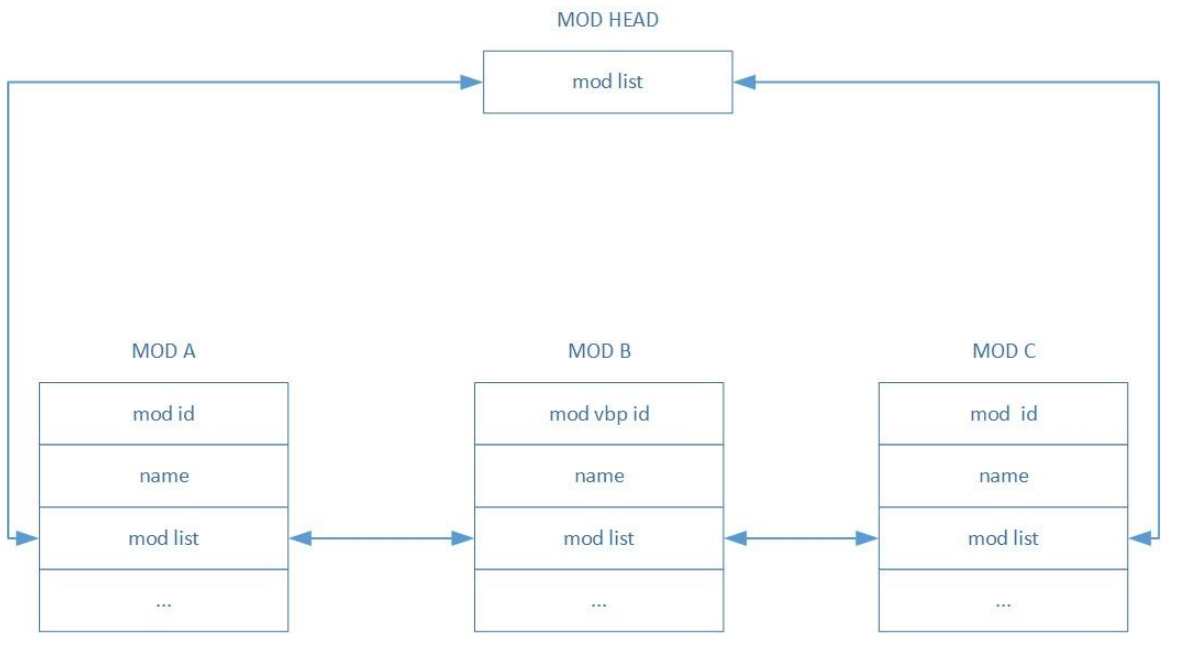 MOD HEAD
mod list
MOD A
MOD B
MOD C
mod id
mod vbp id
mod id
name
name
name
mod list
mod list
mod list
...
...
...